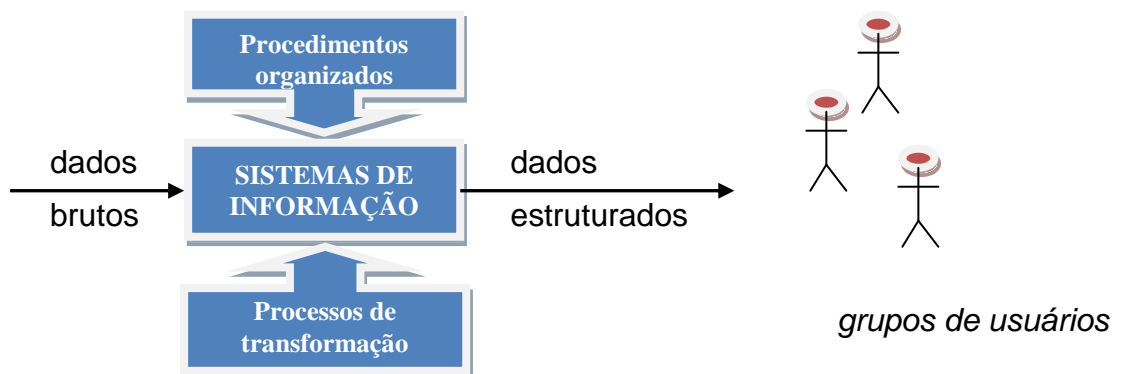 Procedimentos
organizados
dados
brutos
SISTEMAS DE
INFORMAÇÃO
dados
estruturados
Processos de
transformação
grupos de usuários